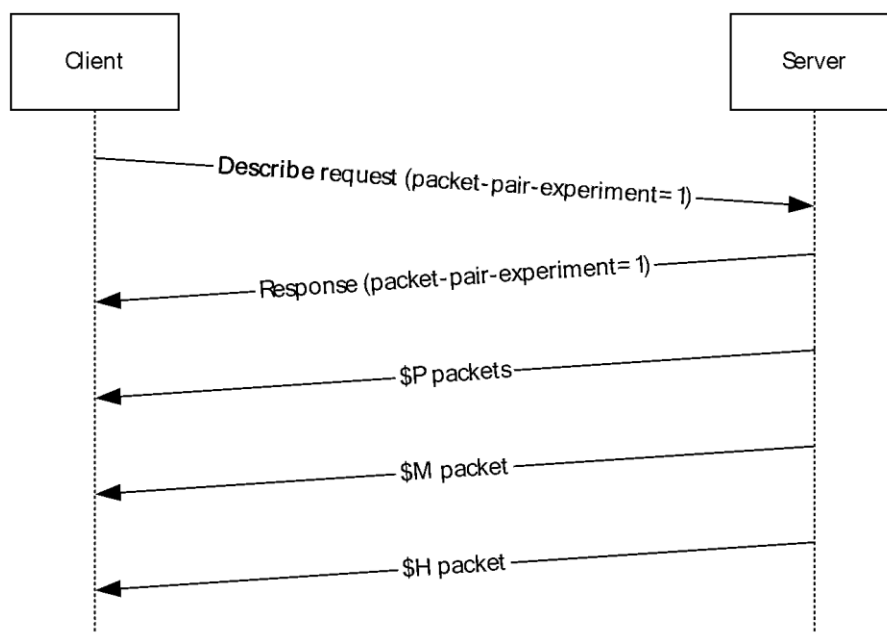 Client
Server
Describe request (packet-pair-experiment=1)
Response (packet-pair-experiment=1)
$P packets
$M packet
$H packet